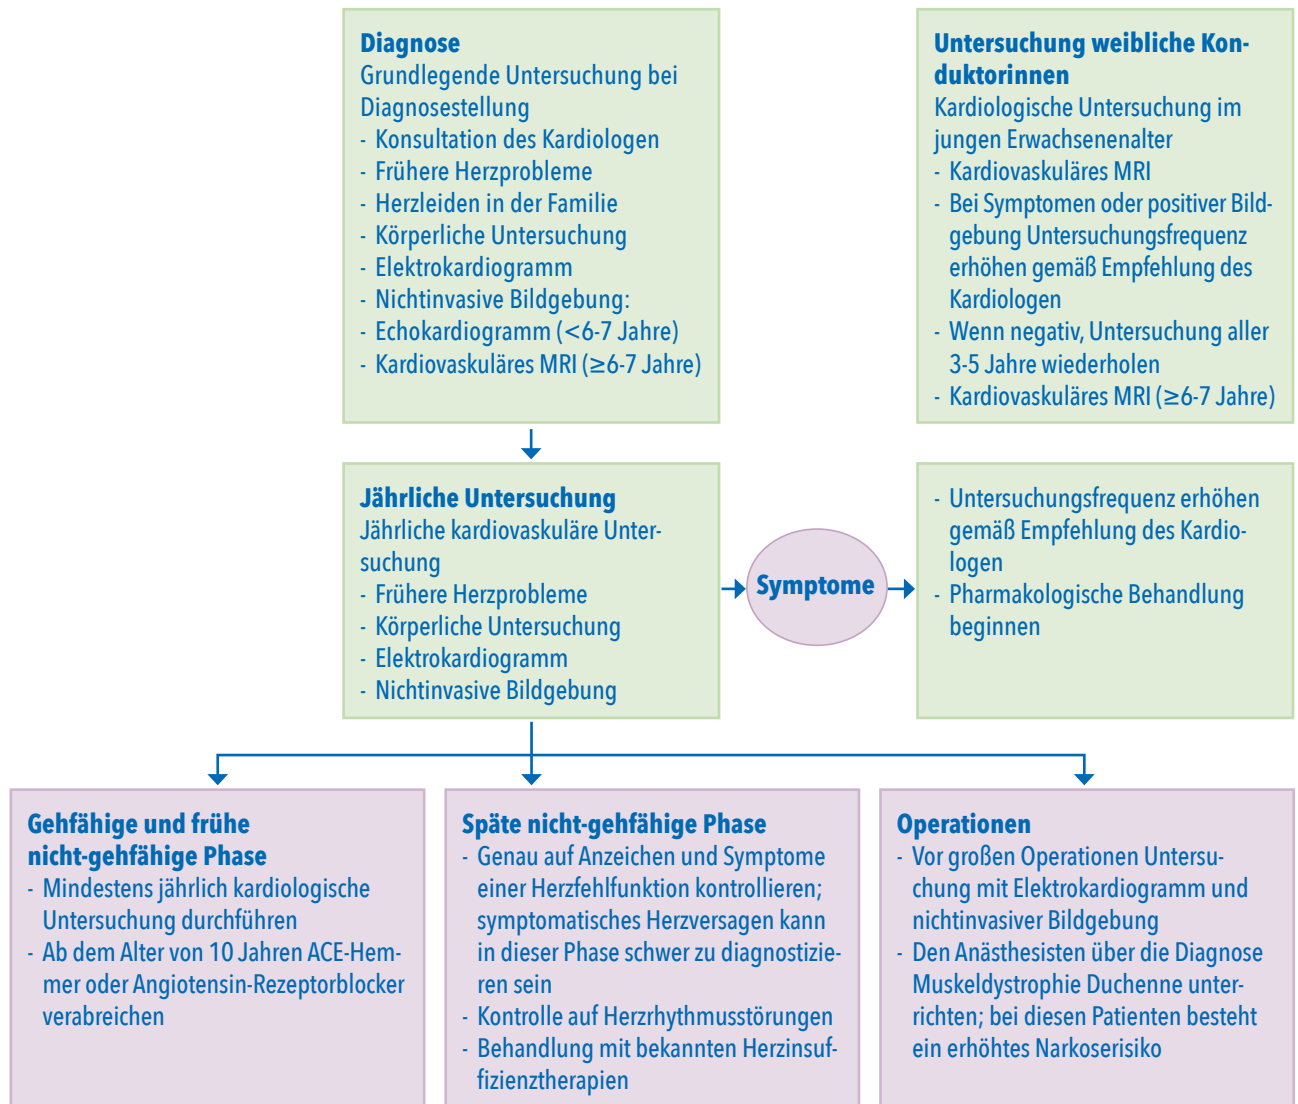 Diagnose
Grundlegende Untersuchung bei
Diagnosestellung
- Konsultation des Kardiologen
- Frühere Herzprobleme
- Herzleiden in der Familie
- Körperliche Untersuchung
- Elektrokardiogramm
- Nichtinvasive Bildgebung:
- Echokardiogramm (<6-7 Jahre)
- Kardiovaskuläres MRI (≥6-7 Jahre)
Untersuchung weibliche Kon-
duktorinnen
Kardiologische Untersuchung im
jungen Erwachsenenalter
- Kardiovaskuläres MRI
- Bei Symptomen oder positiver Bild-
gebung Untersuchungsfrequenz
erhöhen gemäß Empfehlung des
Kardiologen
- Wenn negativ, Untersuchung aller
3-5 Jahre wiederholen
- Kardiovaskuläres MRI (≥6-7 Jahre)
Jährliche Untersuchung
Jährliche kardiovaskuläre Unter-
suchung
- Frühere Herzprobleme
- Körperliche Untersuchung
- Elektrokardiogramm
- Nichtinvasive Bildgebung
Symptome
- Untersuchungsfrequenz erhöhen
gemäß Empfehlung des Kardio-
logen
- Pharmakologische Behandlung
beginnen
Gehfähige und frühe
nicht-gehfähige Phase
- Mindestens jährlich kardiologische
Untersuchung durchführen
- Ab dem Alter von 10 Jahren ACE-Hem-
mer oder Angiotensin-Rezeptorblocker
verabreichen
Späte nicht-gehfähige Phase
- Genau auf Anzeichen und Symptome
einer Herzfehlfunktion kontrollieren;
symptomatisches Herzversagen kann
in dieser Phase schwer zu diagnostizie-
ren sein
- Kontrolle auf Herzrhythmusstörungen
- Behandlung mit bekannten Herzinsuf-
fizienztherapien
Operationen
- Vor großen Operationen Untersu-
chung mit Elektrokardiogramm und
nichtinvasiver Bildgebung
- Den Anästhesisten über die Diagnose
Muskeldystrophie Duchenne unter-
richten; bei diesen Patienten besteht
ein erhöhtes Narkoserisiko